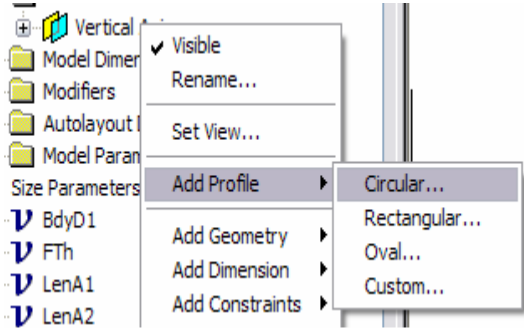 Vertical
Model Dimen
Modifiers
Autolayout
Model Param
Size Parameters
BdyD1
FTh
LenA1
LenA2
Visible
Rename...
Set View...
Add Profile
Add Geometry
Add Dimension
Add Constraints
Circular...
Rectangular...
Oval...
Custom...